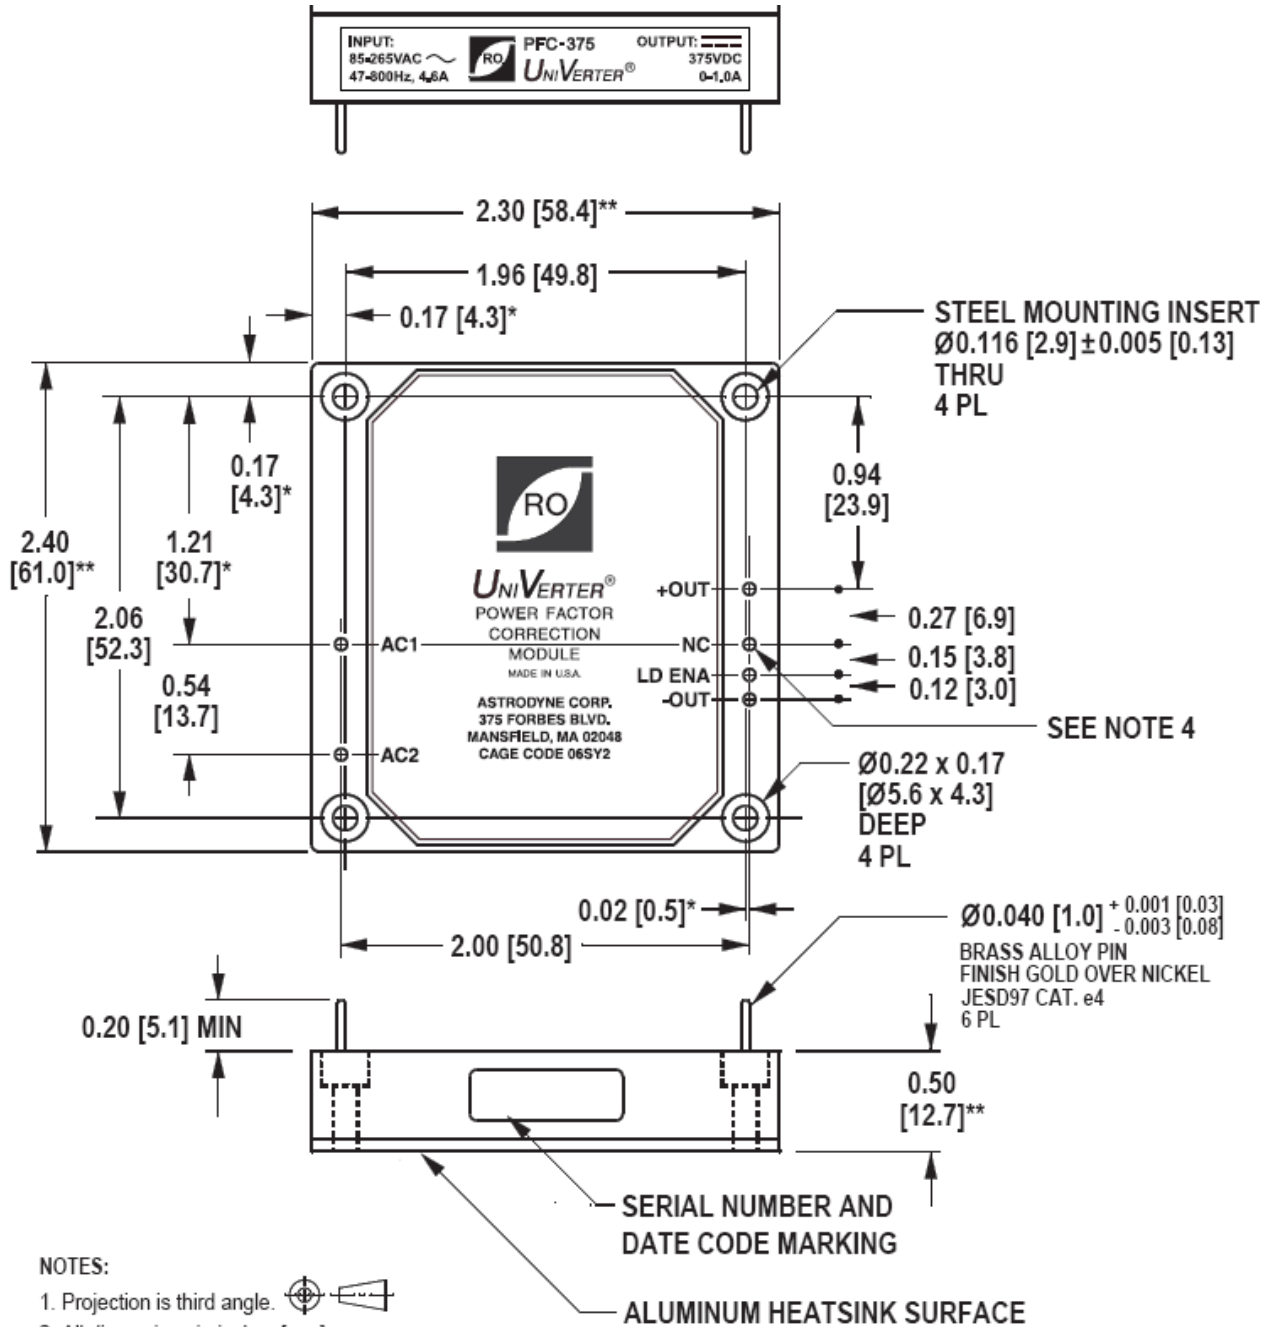 INPUT:
85-265VAC
47-800Hz, 4.6A
RO
PFC-375
UNIVERTER®
OUTPUT:
375VDC
0-1.0A
2.30 [58.4]**
1.96 [49.8]
0.17 [4.3]*
STEEL MOUNTING INSERT
Ø0.116 [2.9]±0.005 [0.13]
THRU
4 PL
0.17
[4.3]*
0.94
[23.9]
2.40
[61.0]**
1.21
[30.7]*
2.06
[52.3]
0.54
[13.7]
RO
UNIVERTER®
POWER FACTOR
CORRECTION
MODULE
MADE IN U.S.A.
ASTRODYNE CORP.
375 FORBES BLVD.
MANSFIELD, MA 02048
CAGE CODE 06SY2
AC1
AC2
+OUT
NC
LD ENA
-OUT
0.27 [6.9]
0.15 [3.8]
0.12 [3.0]
SEE NOTE 4
Ø0.22 x 0.17
[Ø5.6 x 4.3]
DEEP
4 PL
0.02 [0.5]*
2.00 [50.8]
Ø0.040 [1.0] + 0.001 [0.03]
- 0.003 [0.08]
BRASS ALLOY PIN
FINISH GOLD OVER NICKEL
JESD97 CAT. e4
6 PL
0.20 [5.1] MIN
0.50
[12.7]**
SERIAL NUMBER AND
DATE CODE MARKING
ALUMINUM HEATSINK SURFACE
NOTES:
1. Projection is third angle.